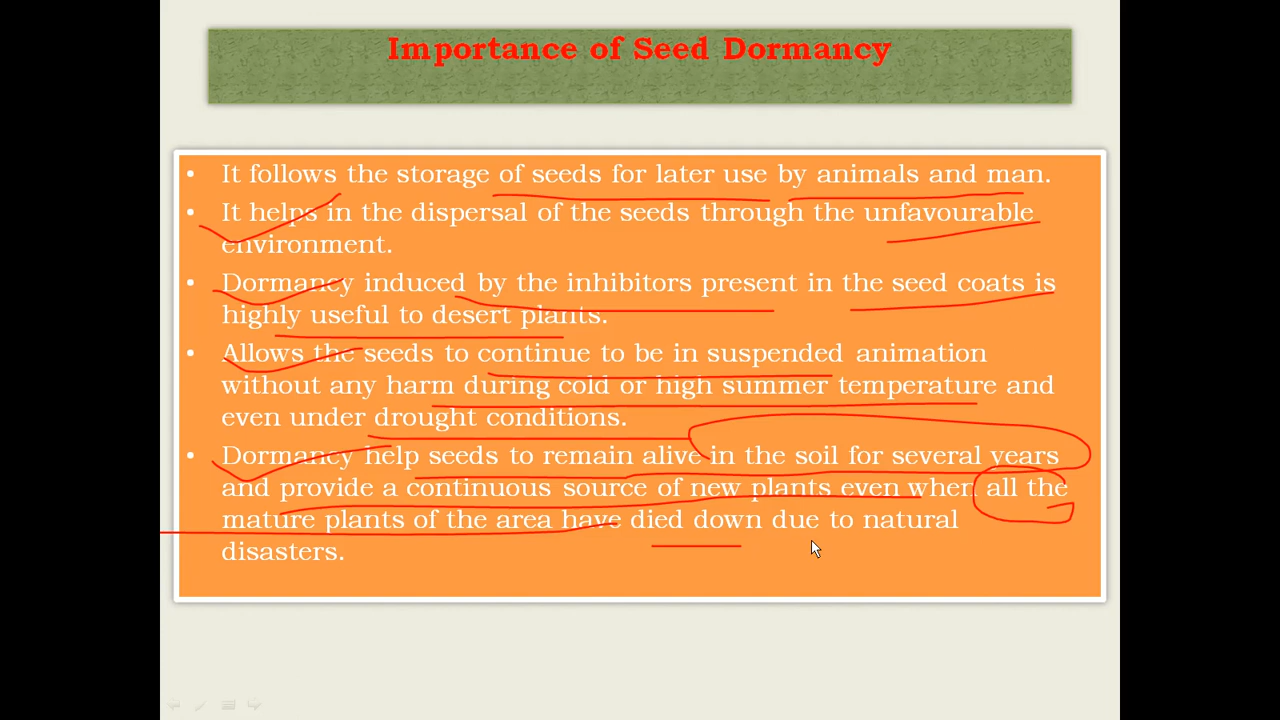 Importance of Seed Dormancy
• It follows the storage of seeds for later use by animals and man.
• It helps in the dispersal of the seeds through the unfavourable
environment.
• Dormancy induced by the inhibitors present in the seed coats is
highly useful to desert plants.
• Allows the seeds to continue to be in suspended animation
without any harm during cold or high summer temperature and
even under drought conditions.
• Dormancy help seeds to remain alive in the soil for several years
and provide a continuous source of new plants even when all the
mature plants of the area have died down due to natural
disasters.